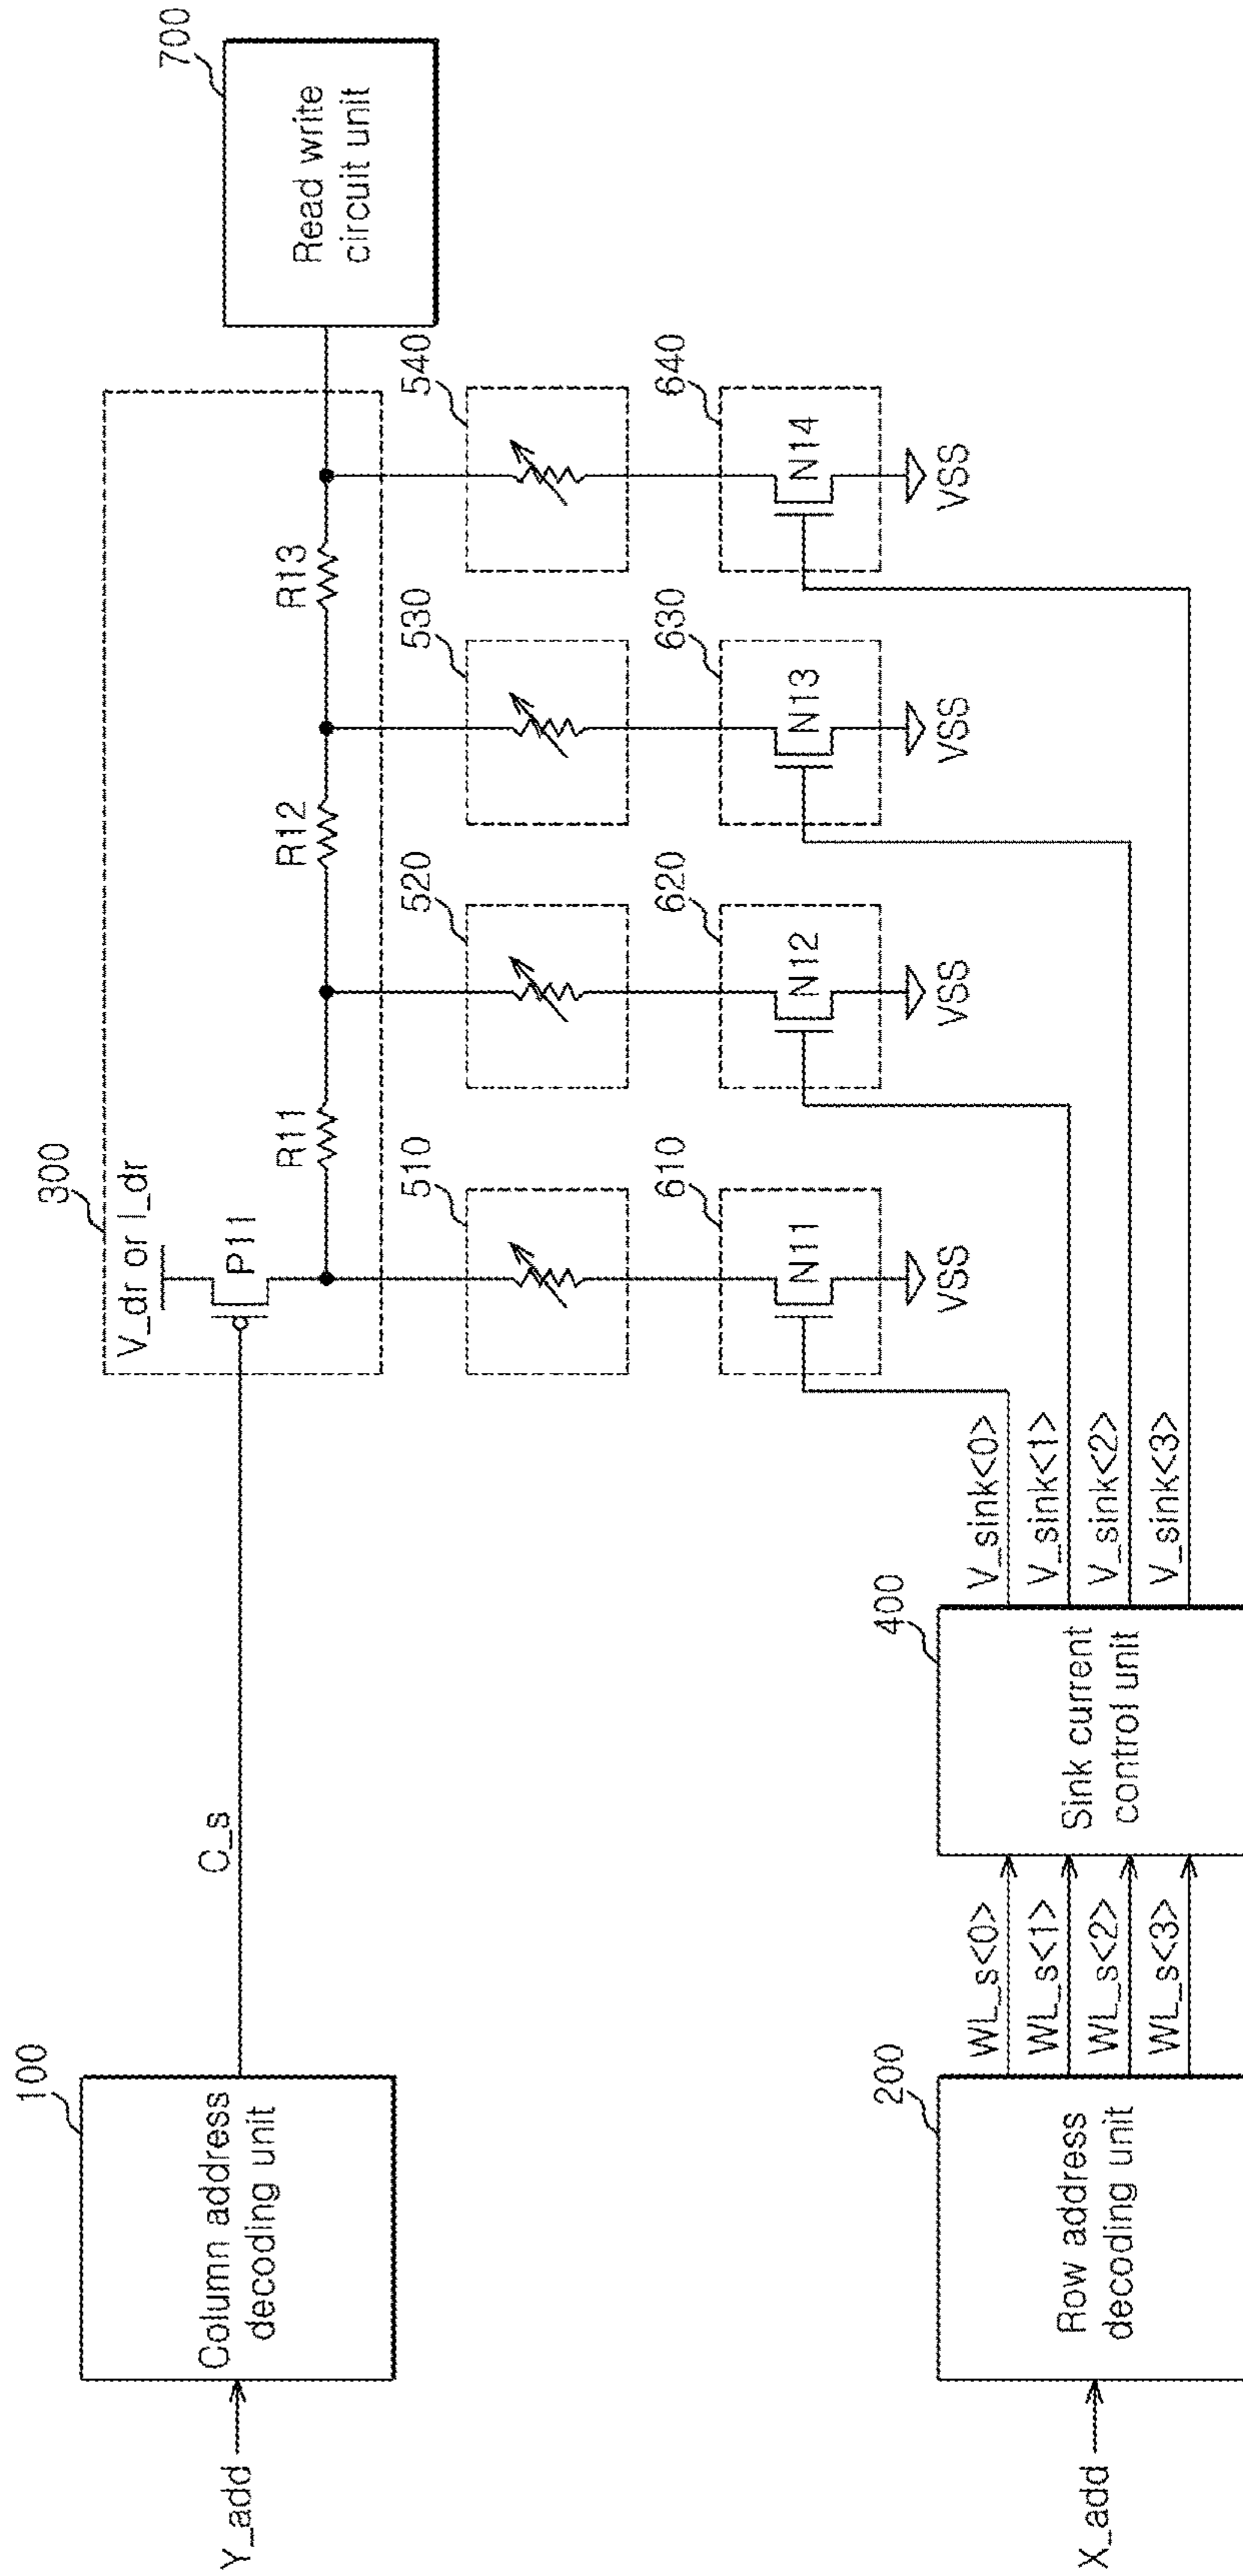 Y_add
100
Column address
decoding unit
C_s
300
V_dr or I_dr
P11
R11
R12
R13
700
Read write
circuit unit
510
520
530
540
610
N11
VSS
620
N12
VSS
630
N13
VSS
640
N14
VSS
X_add
200
Row address
decoding unit
WL_s<0>
WL_s<1>
WL_s<2>
WL_s<3>
400
Sink current
control unit
V_sink<0>
V_sink<1>
V_sink<2>
V_sink<3>